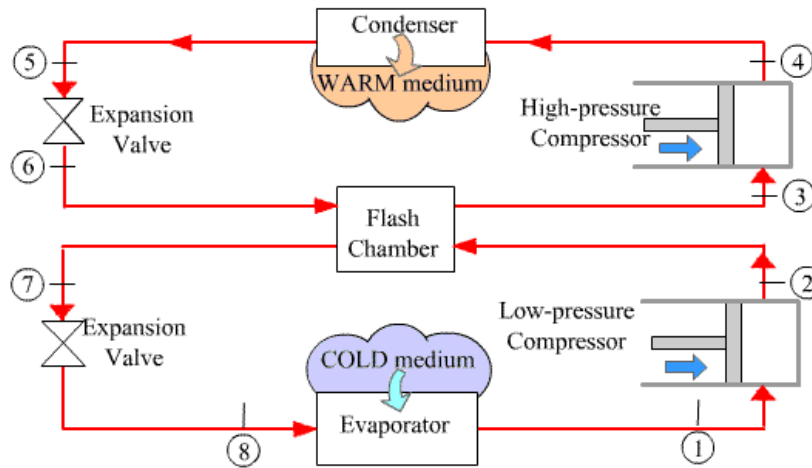 Condenser
WARM medium
5
4
Expansion
Valve
High-pressure
Compressor
6
3
Flash
Chamber
7
2
Expansion
Valve
Low-pressure
Compressor
COLD medium
Evaporator
8
1